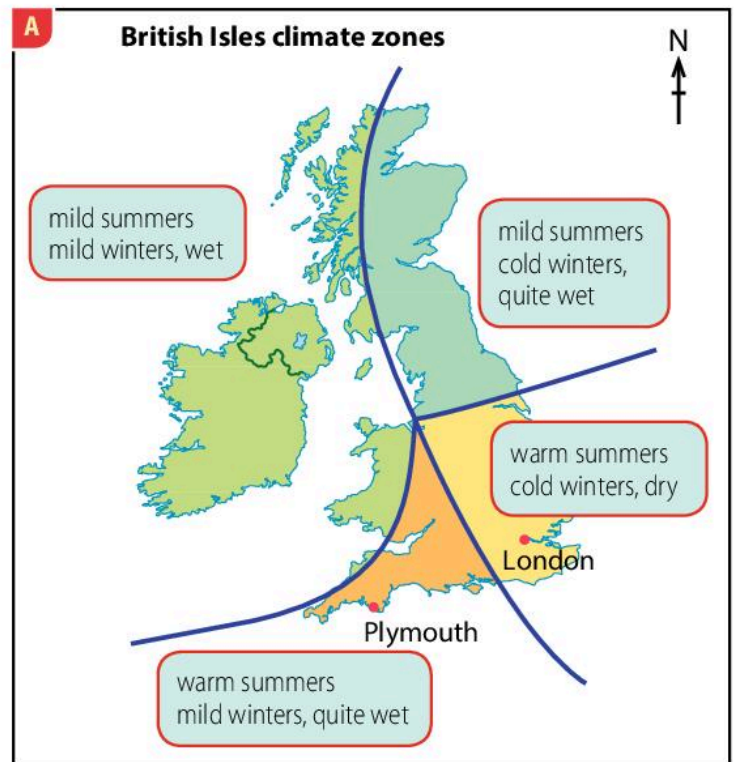 A
British Isles climate zones
N
mild summers
mild winters, wet
mild summers
cold winters,
quite wet
warm summers
cold winters, dry
London
Plymouth
warm summers
mild winters, quite wet